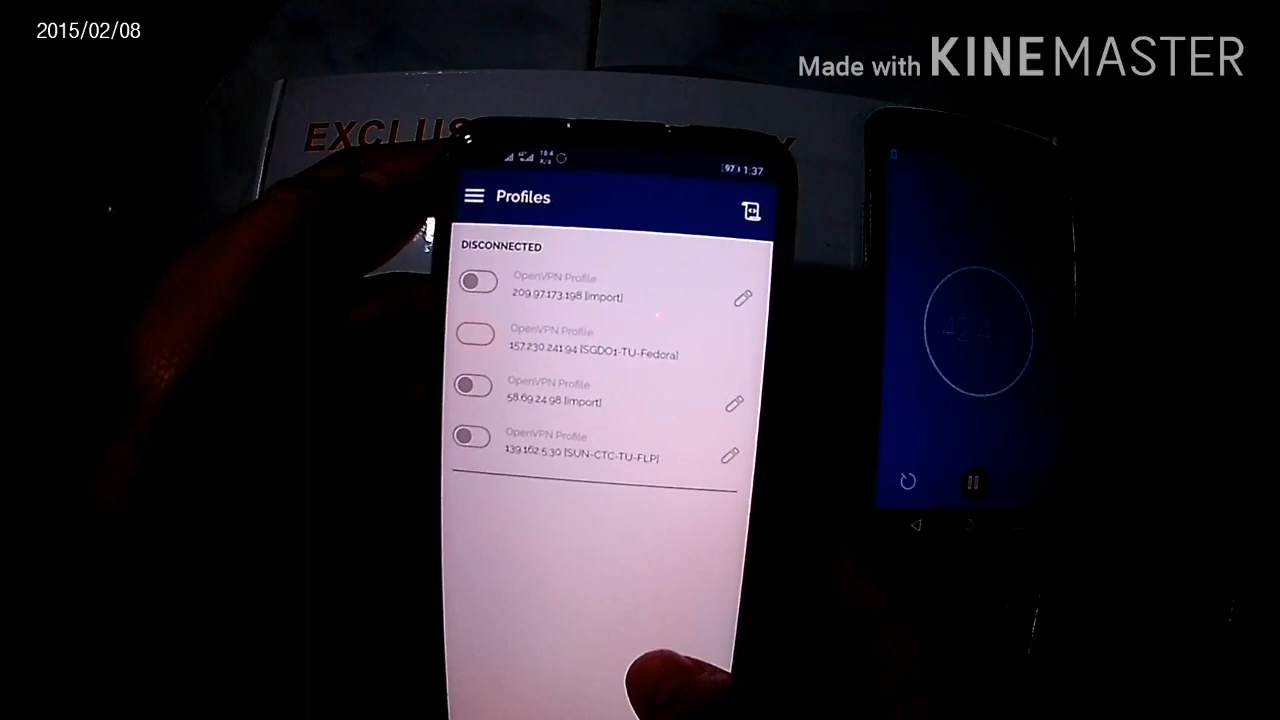 2015/02/08
Made with KINEMASTER
EXCLUS
97 1:37
Profiles
DISCONNECTED
OpenVPN Profile
209.97.173.198 [import]
OpenVPN Profile
157.230.241.94 [SGDO1-TU-Fedora]
OpenVPN Profile
58.69.24.98 [import]
OpenVPN Profile
139.162.5.30 [SUN-CTC-TU-FLP]